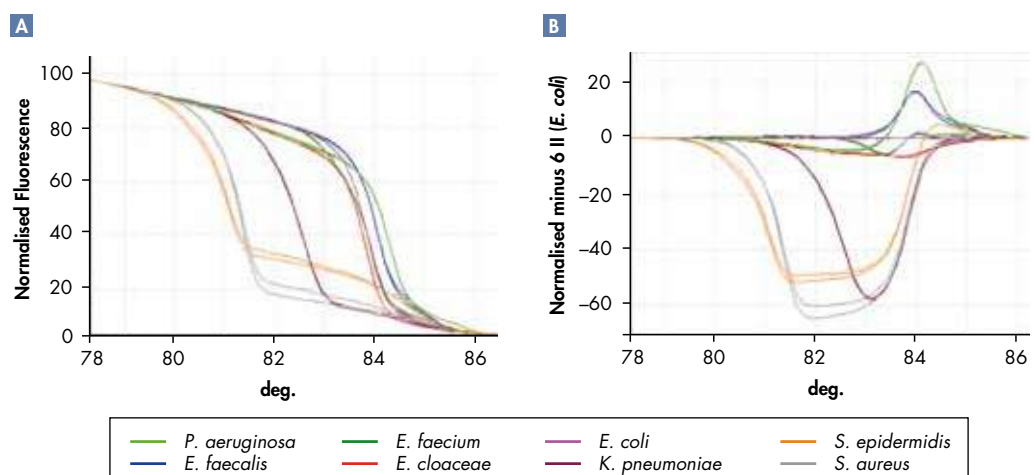 A
B
Normalised Fluorescence
100
80
60
40
20
0
78 80 82 84 86
deg.
Normalised minus 6 II (E. coli)
20
0
–20
–40
–60
78 80 82 84 86
deg.
P. aeruginosa E. faecium E. coli S. epidermidis
E. faecalis E. cloaceae K. pneumoniae S. aureus